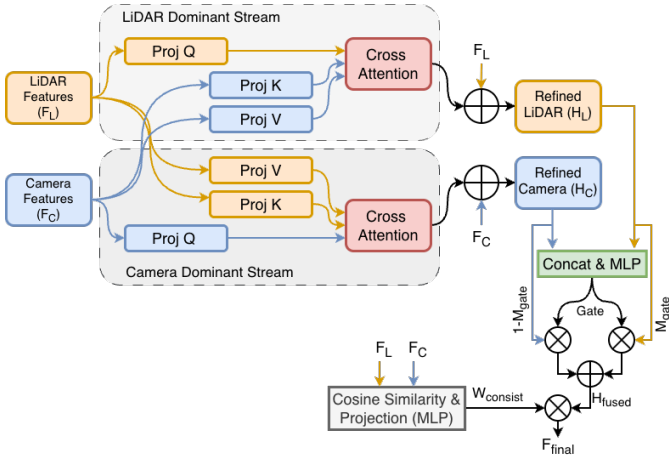 LiDAR Dominant Stream
Proj Q
LiDAR
Features
(F_L)
Proj K
Proj V
Cross
Attention
F_L
Refined
LiDAR (H_L)
Camera
Features
(F_C)
Proj V
Proj K
Proj Q
Cross
Attention
Camera Dominant Stream
F_C
Refined
Camera (H_C)
Concat & MLP
1-M_gate
Gate
M_gate
F_L
F_C
Cosine Similarity &
Projection (MLP)
W_consist
H_fused
F_final